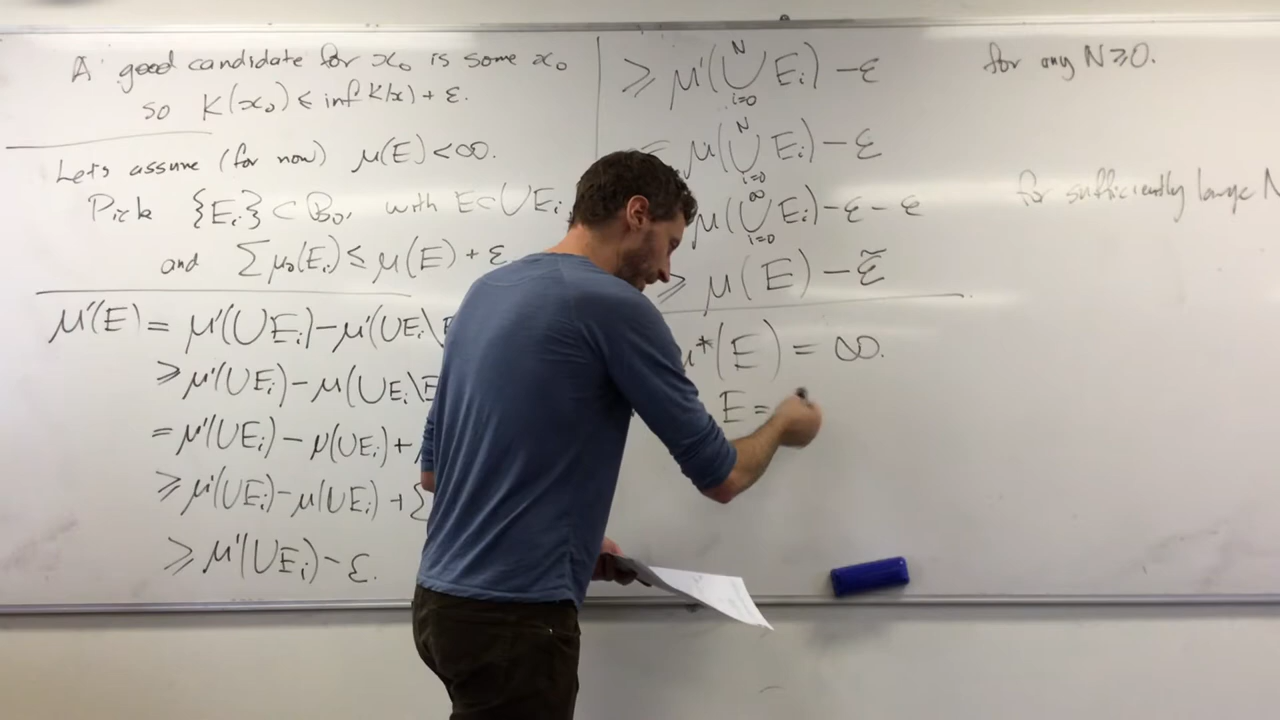 A good candidate for x₀ is some x₀
so K(x₀) ≤ inf K(x) + ε.
Lets assume (for now) μ(E) < ∞.
Pick {Eᵢ} ⊂ B₀, with E ⊂ ∪Eᵢ
and ∑μ₀(Eᵢ) ≤ μ(E) + ε
μ'(E) = μ'(∪Eᵢ) - μ'(∪Eᵢ\
≥ μ'(∪Eᵢ) - μ(∪Eᵢ\E
= μ'(∪Eᵢ) - μ(∪Eᵢ) +
≥ μ'(∪Eᵢ) - μ(∪Eᵢ) + ∑
≥ μ'(∪Eᵢ) - ε.
≥ μ'(⋃ᵢ₌₀ᴺ Eᵢ) - ε for any N ≥ 0.
= μ(⋃ᵢ₌₀ᴺ Eᵢ) - ε
μ(⋃ᵢ₌₀^∞ Eᵢ) - ε - ε for sufficiently large N
≥ μ(E) - ε̃
μ*(E) = ∞.
E =